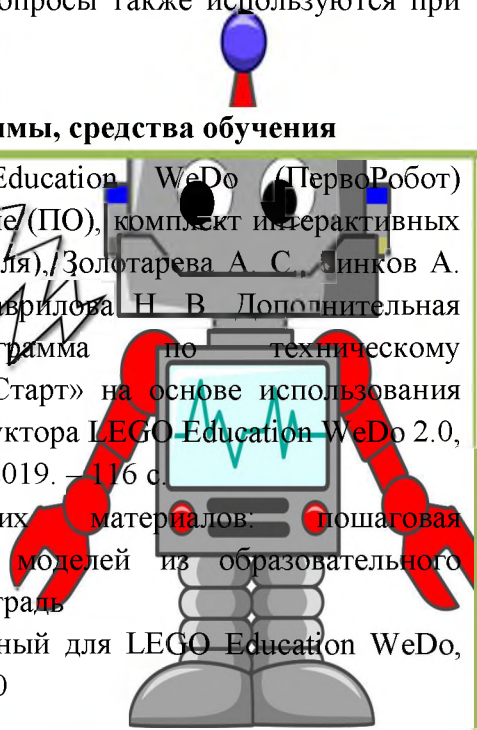 опросы также используются при
мы, средства обучения
Education WeDo (ПервоРобот)
е (ПО), комплект интерактивных
ля), Золотарева А. С., А.
аврилова Н В Дополнительная
грамма по техническому
Старт» на основе использования
уктора LEGO Education WeDo 2.0,
019. – 116 с.
их материалов: пошаговая
моделей из образовательного
традь
ный для LEGO Education WeDo,
0